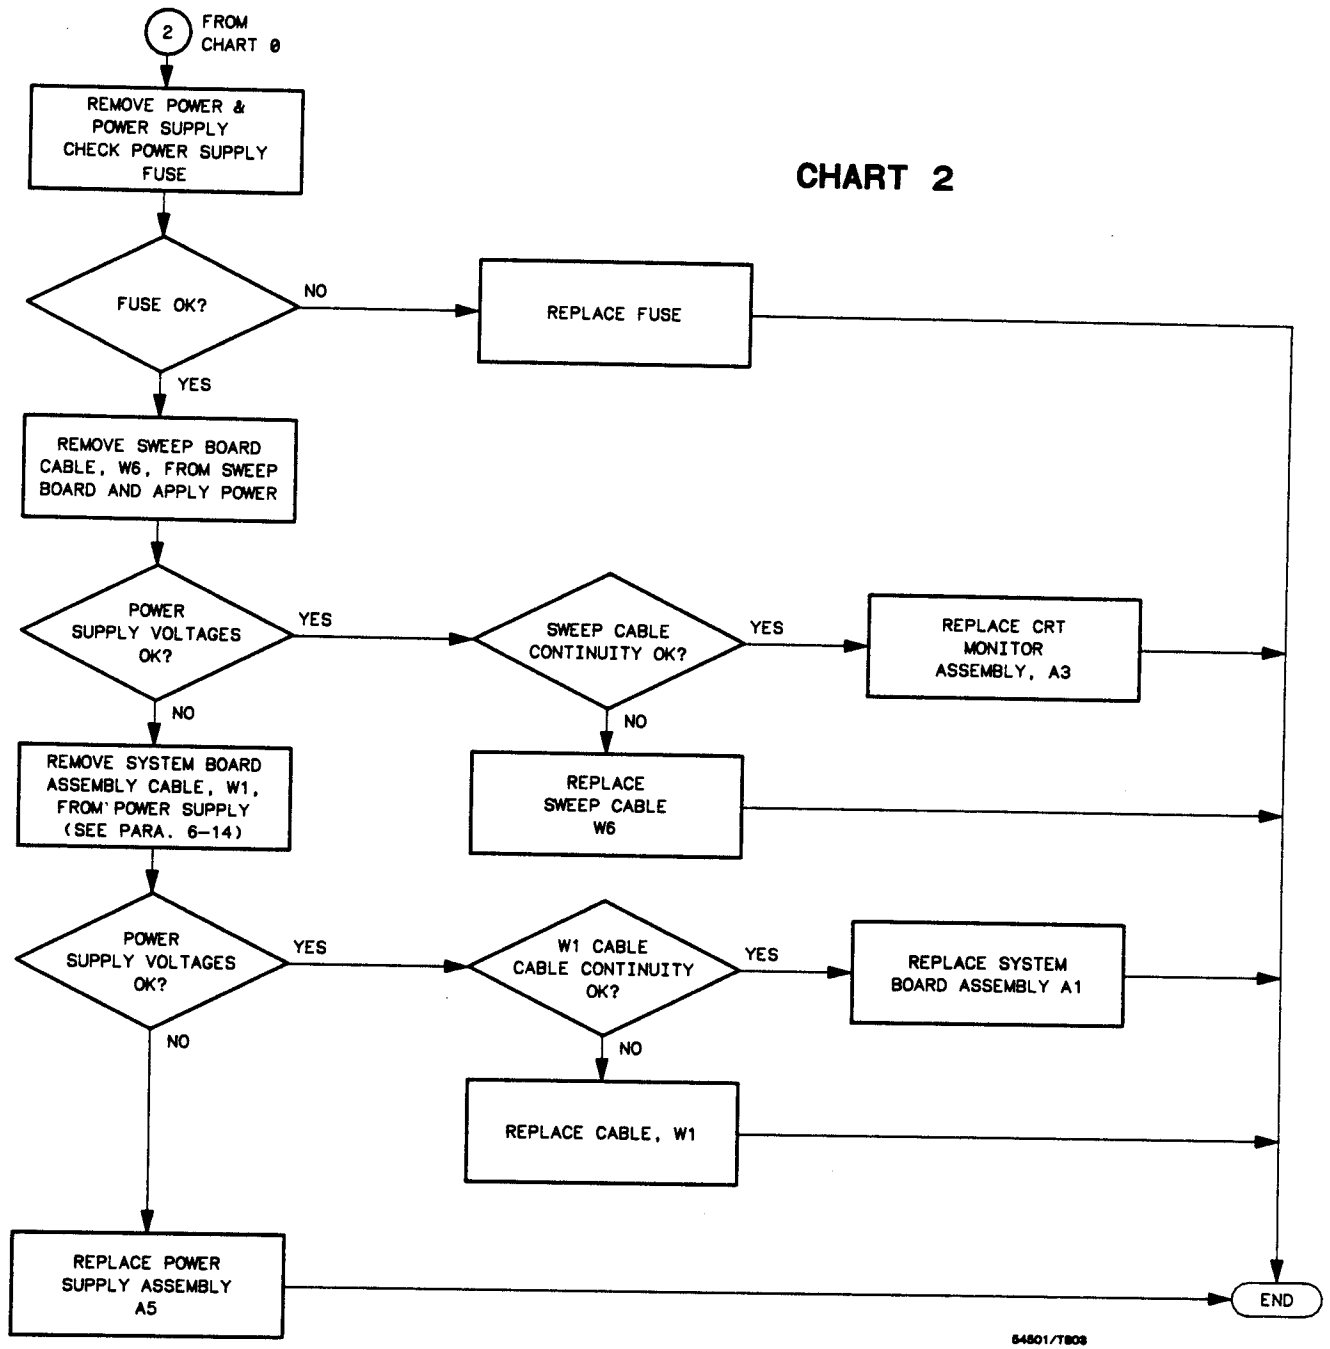 2
FROM
CHART 0
REMOVE POWER &
POWER SUPPLY
CHECK POWER SUPPLY
FUSE
CHART 2
FUSE OK?
NO
REPLACE FUSE
YES
REMOVE SWEEP BOARD
CABLE, W6, FROM SWEEP
BOARD AND APPLY POWER
POWER
SUPPLY VOLTAGES
OK?
YES
SWEEP CABLE
CONTINUITY OK?
YES
REPLACE CRT
MONITOR
ASSEMBLY, A3
NO
NO
REMOVE SYSTEM BOARD
ASSEMBLY CABLE, W1,
FROM POWER SUPPLY
(SEE PARA. 6-14)
REPLACE
SWEEP CABLE
W6
POWER
SUPPLY VOLTAGES
OK?
YES
W1 CABLE
CABLE CONTINUITY
OK?
YES
REPLACE SYSTEM
BOARD ASSEMBLY A1
NO
NO
REPLACE CABLE, W1
REPLACE POWER
SUPPLY ASSEMBLY
A5
END
54501/T803